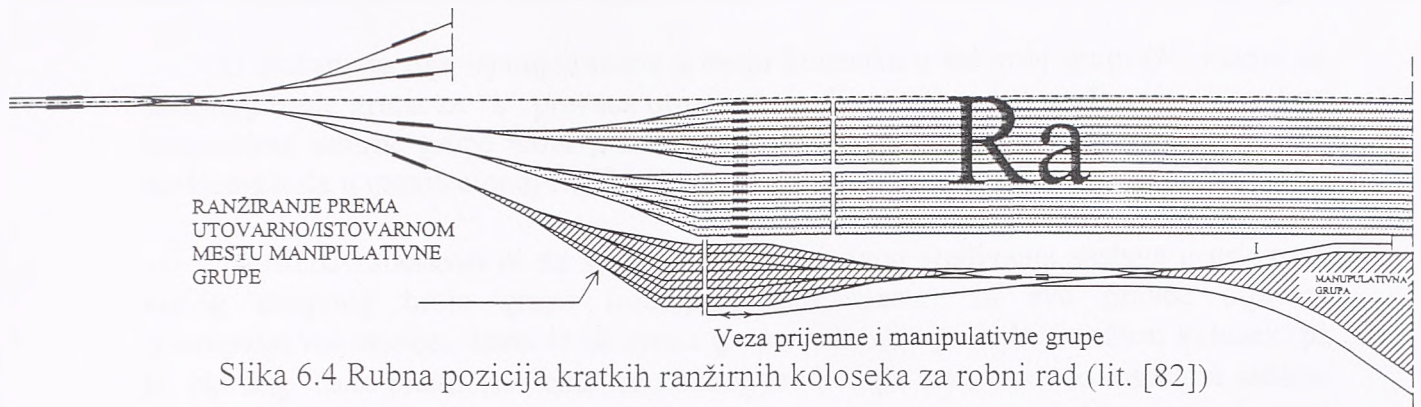 Ra
RANŽIRANJE PREMA
UTOVARNO/ISTOVARNOM
MESTU MANIPULATIVNE
GRUPE
I
MANUPULATIVNA
GRUPA
Veza prijemne i manipulativne grupe
Slika 6.4 Rubna pozicija kratkih ranžirnih koloseka za robni rad (lit. [82])